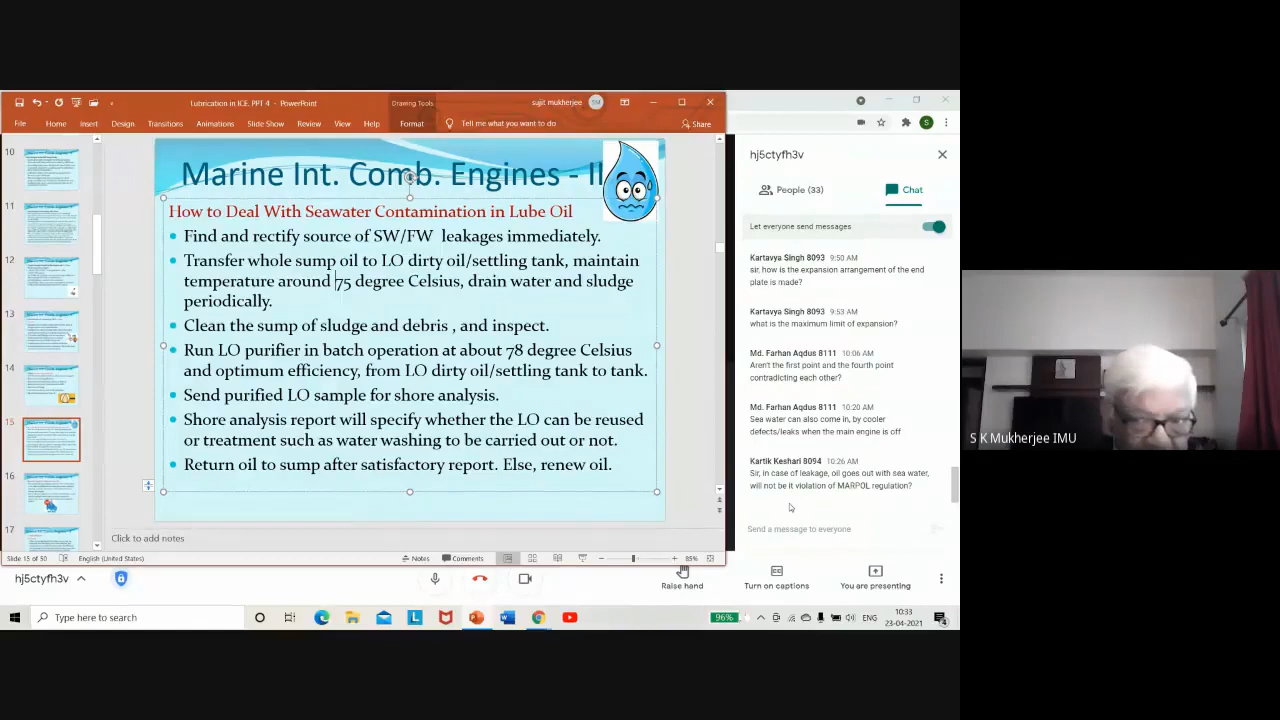 Lubrication in ICE. PPT 4 - PowerPoint
Drawing Tools
sujit mukherjee
SM
File Home Insert Design Transitions Animations Slide Show Review View Help Format Tell me what you want to do Share
10
11
12
13
14
15
16
17
Marine Int. Comb. Engines - II
How to Deal With Seawater Contamination in Lube Oil
• Find and rectify source of SW/FW leakages immediately.
• Transfer whole sump oil to LO dirty oil/settling tank, maintain
temperature around 75 degree Celsius, drain water and sludge
periodically.
• Clean the sump of sludge and debris , and inspect.
• Run LO purifier in batch operation at about 78 degree Celsius
and optimum efficiency, from LO dirty oil/settling tank to tank.
• Send purified LO sample for shore analysis.
• Shore analysis report will specify whether the LO can be reused
or treatment such as water washing to be carried out or not.
• Return oil to sump after satisfactory report. Else, renew oil.
Click to add notes
Slide 15 of 50 English (United States) Notes Comments 85%
S
hj5ctyfh3v
People (33) Chat
Let everyone send messages
Kartavya Singh 8093 9:50 AM
sir, how is the expansion arrangement of the end
plate is made?
Kartavya Singh 8093 9:53 AM
what is the maximum limit of expansion?
Md. Farhan Aqdus 8111 10:06 AM
Aren't the first point and the fourth point
contradicting each other?
Md. Farhan Aqdus 8111 10:20 AM
Sea water can also come in, by cooler
defects/leaks when the main engine is off
Kartik Keshari 8094 10:26 AM
Sir, in case of leakage, oil goes out with sea water,
will not be it violation of MARPOL regulation?
Send a message to everyone
hj5ctyfh3v
Raise hand Turn on captions You are presenting
Type here to search
96%
ENG
10:33
23-04-2021
S K Mukherjee IMU